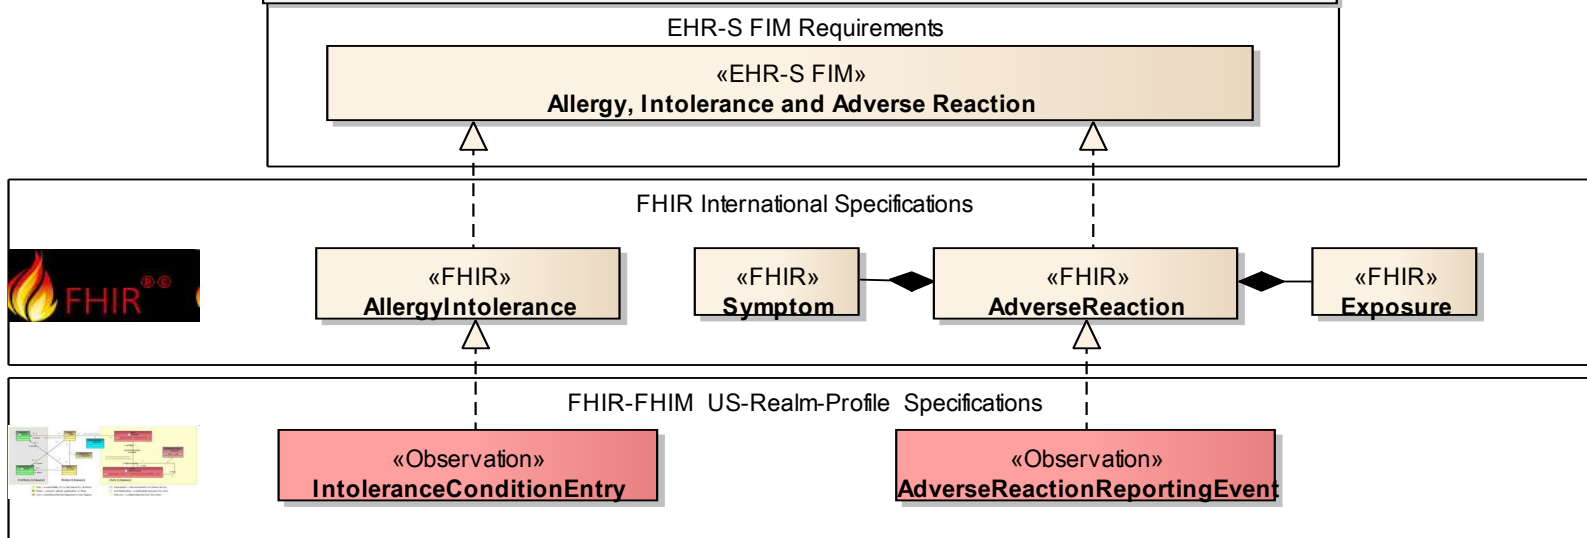 EHR-S FIM Requirements
«EHR-S FIM»
Allergy, Intolerance and Adverse Reaction
FHIR International Specifications
FHIR ®©
«FHIR»
AllergyIntolerance
«FHIR»
Symptom
«FHIR»
AdverseReaction
«FHIR»
Exposure
FHIR-FHIM US-Realm-Profile Specifications
«Observation»
IntoleranceConditionEntry
«Observation»
AdverseReactionReportingEvent